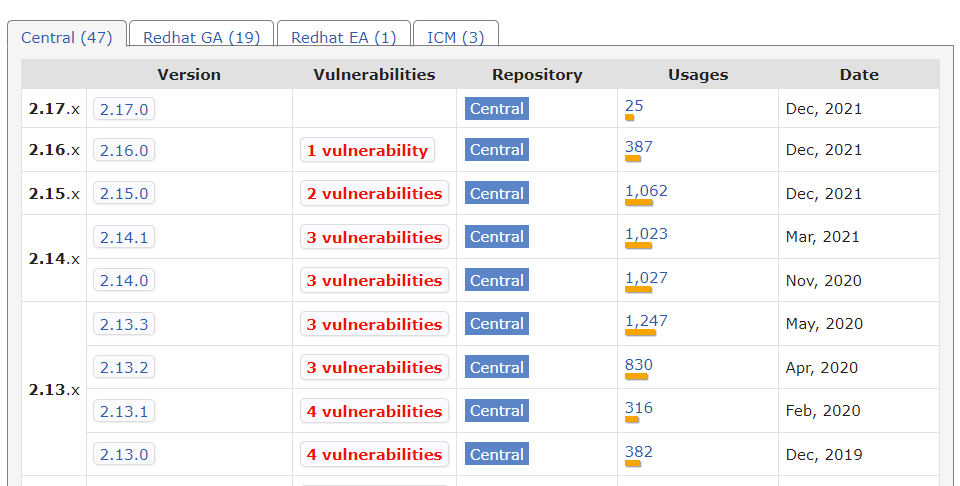 Central (47) Redhat GA (19) Redhat EA (1) ICM (3)
Version Vulnerabilities Repository Usages Date
2.17.x 2.17.0 Central 25 Dec, 2021
2.16.x 2.16.0 1 vulnerability Central 387 Dec, 2021
2.15.x 2.15.0 2 vulnerabilities Central 1,062 Dec, 2021
2.14.x 2.14.1 3 vulnerabilities Central 1,023 Mar, 2021
2.14.0 3 vulnerabilities Central 1,027 Nov, 2020
2.13.x 2.13.3 3 vulnerabilities Central 1,247 May, 2020
2.13.2 3 vulnerabilities Central 830 Apr, 2020
2.13.1 4 vulnerabilities Central 316 Feb, 2020
2.13.0 4 vulnerabilities Central 382 Dec, 2019